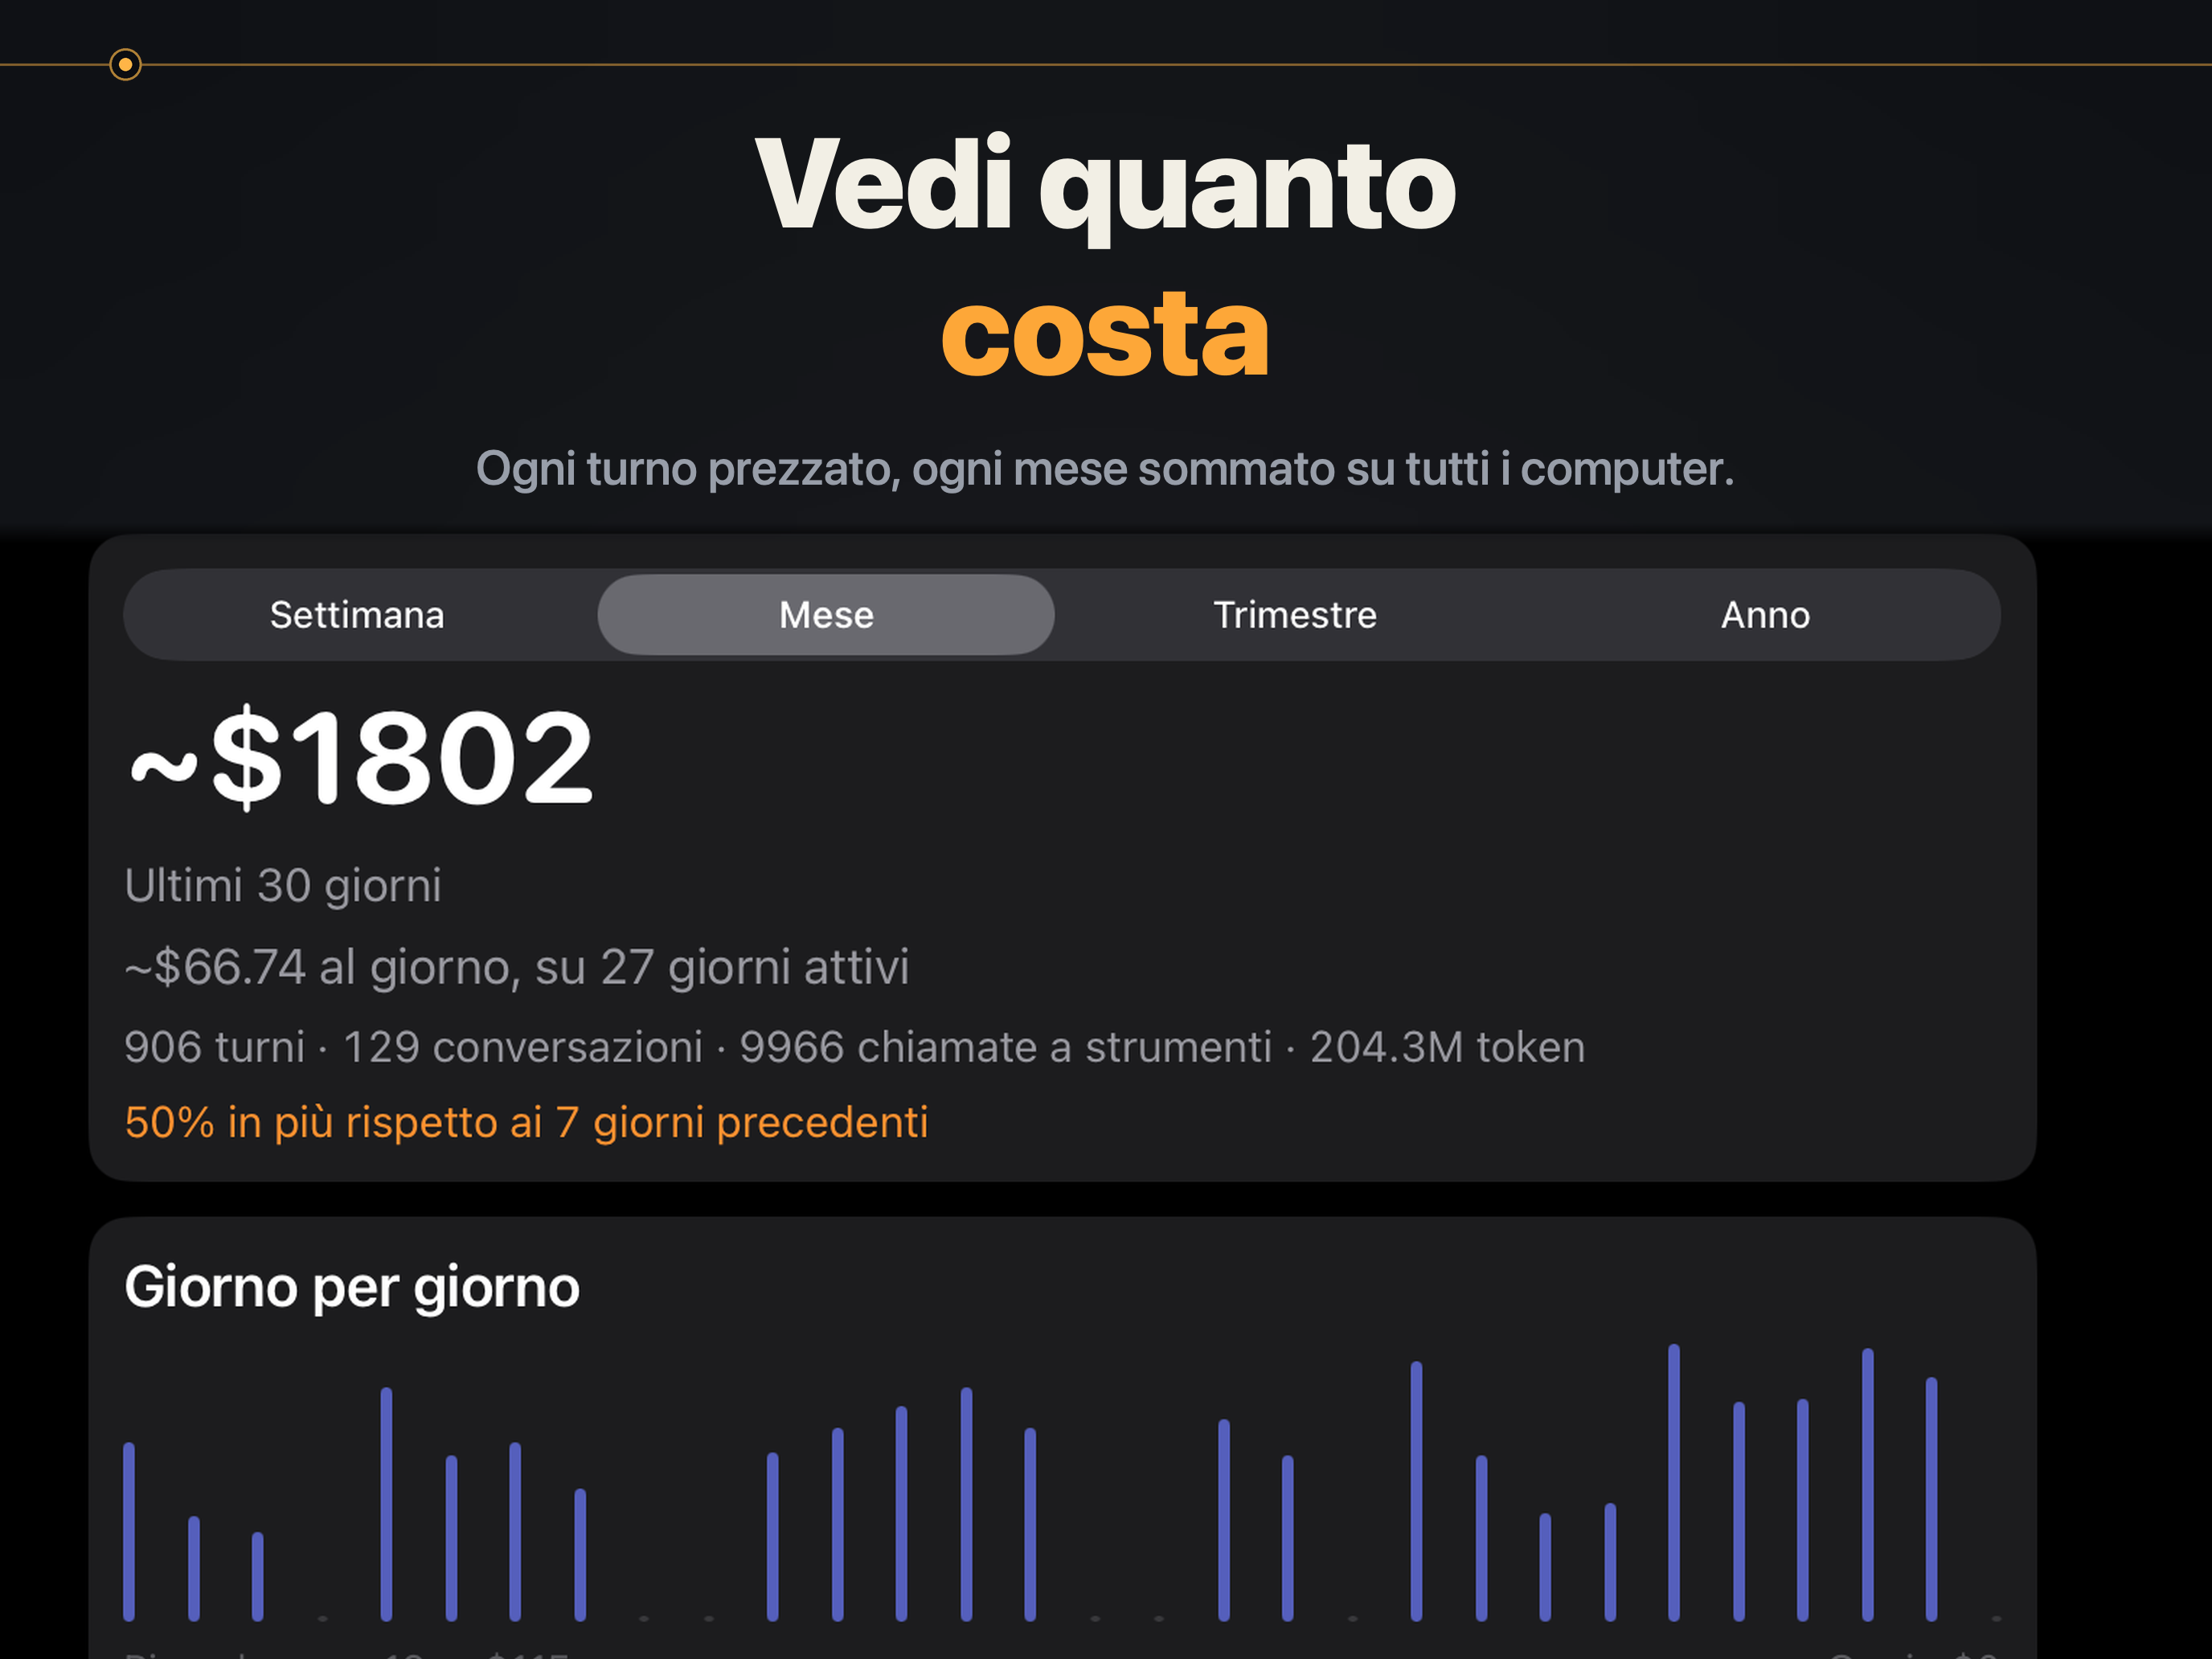 Vedi quanto
costa
Ogni turno prezzato, ogni mese sommato su tutti i computer.
Settimana
Mese
Trimestre
Anno
~$1802
Ultimi 30 giorni
~$66.74 al giorno, su 27 giorni attivi
906 turni · 129 conversazioni · 9966 chiamate a strumenti · 204.3M token
50% in più rispetto ai 7 giorni precedenti
Giorno per giorno